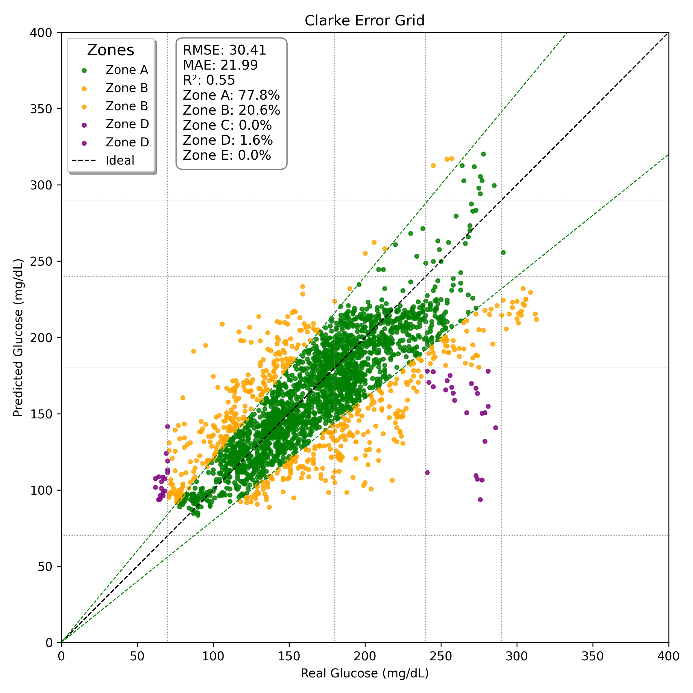 Clarke Error Grid
Zones
Zone A
Zone B
Zone B
Zone D
Zone D
Ideal
RMSE: 30.41
MAE: 21.99
R²: 0.55
Zone A: 77.8%
Zone B: 20.6%
Zone C: 0.0%
Zone D: 1.6%
Zone E: 0.0%
Predicted Glucose (mg/dL)
400
350
300
250
200
150
100
50
0
0 50 100 150 200 250 300 350 400
Real Glucose (mg/dL)